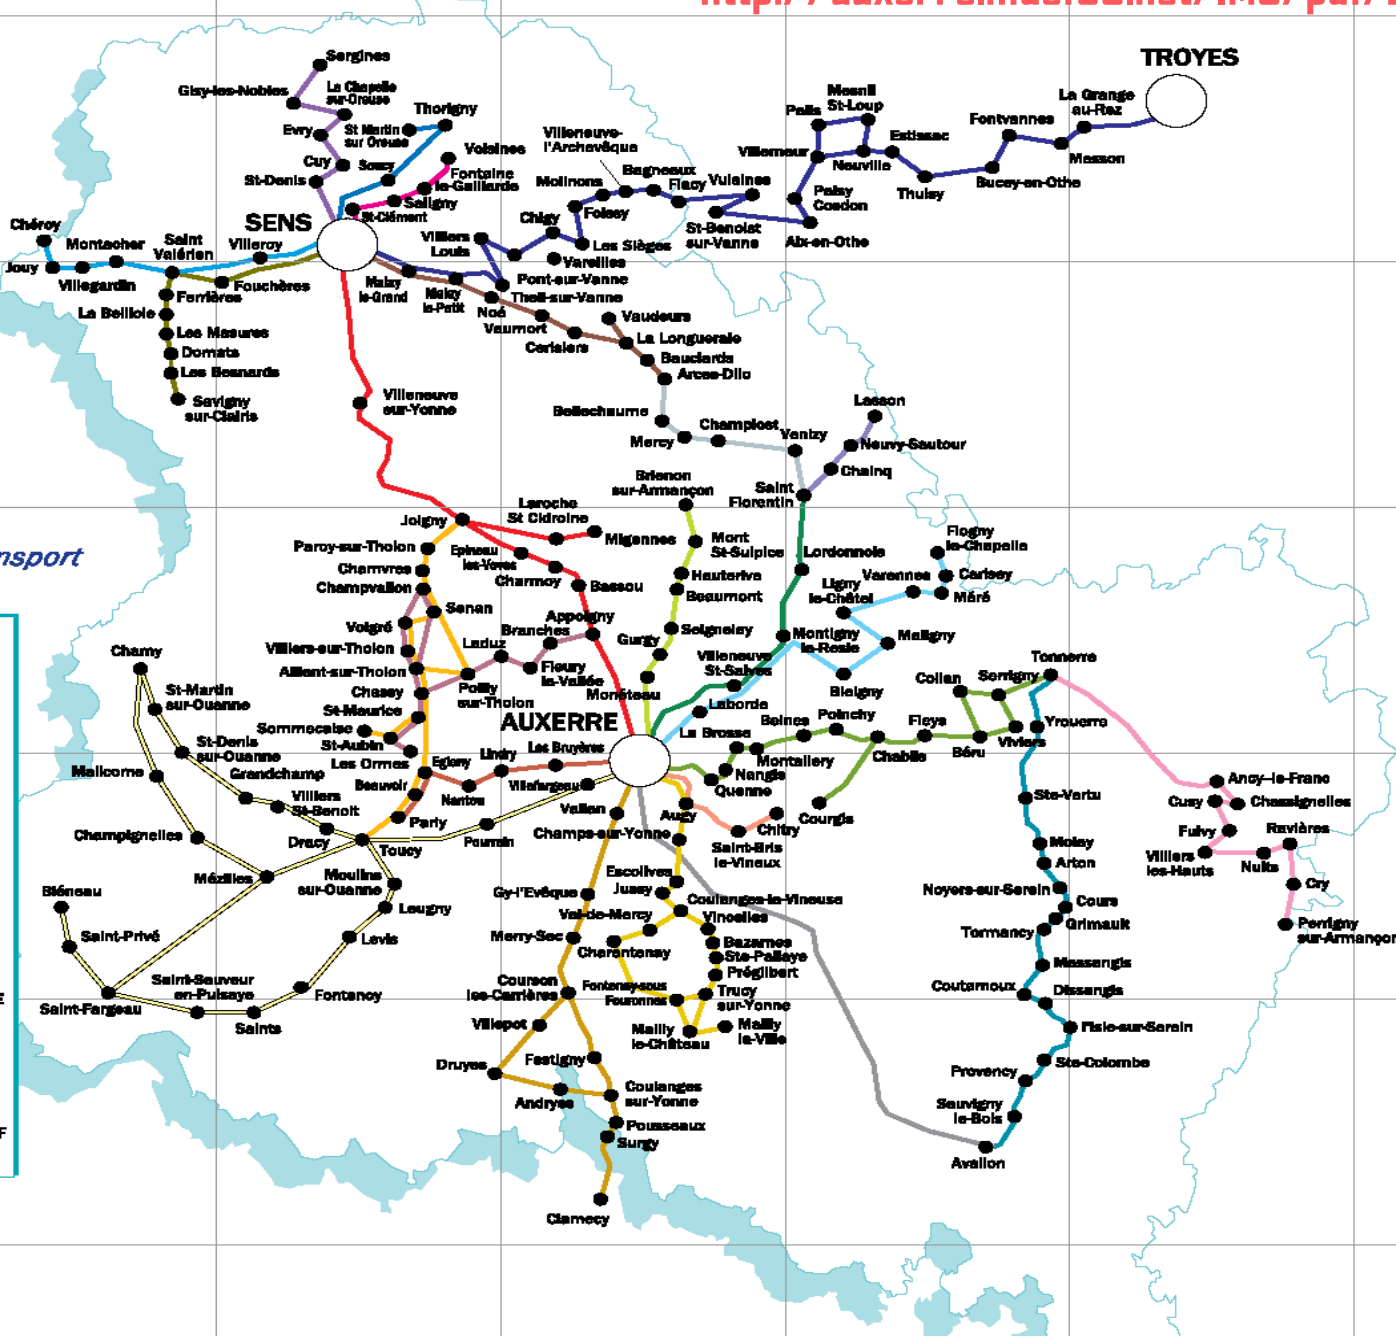 TROYES
Sergines
Gisy-les-Nobles
La Chapelle
sur-Oreuse
Thorigny
Evry
St Martin
sur Oreuse
Cuy
Soucy
Voisines
St-Denis
Fontaine
la-Gaillarde
Saligny
St-Clément
SENS
Villeneuve-
l'Archevêque
Bagneaux
Molinons
Flacy
Vulaines
Foissy
Chigy
Les Sièges
Vareilles
Villiers
Louis
Pont-sur-Vanne
Theil-sur-Vanne
St-Benoist
sur-Vanne
Palis
Mesnil
St-Loup
Villemaur
Neuville
Estissac
Thuisy
Bucey-en-Othe
Fontvannes
Messon
La Grange
au-Rez
Palsy
Cosdon
Aix-en-Othe
Chéroy
Jouy
Montacher
Villegardin
Saint
Valérien
Villeroy
Fouchères
Ferrières
La Belliole
Les Masures
Domats
Les Besnards
Savigny
sur-Clairis
Malay
le-Grand
Malay
le-Petit
Noé
Vaumort
Cerisiers
Vaudeurs
La Longueraie
Bauclards
Arces-Dilo
Bellechaume
Mercy
Champlost
Venizy
Lasson
Neuvy-Sautour
Chainq
Saint
Florentin
Villeneuve
sur-Yonne
Brienon
sur-Armançon
Mont
St-Sulpice
Hauterive
Beaumont
Seignelay
Gurgy
Monéteau
Laroche
St Cidroine
Migennes
Joigny
Epineau
les-Voves
Charmoy
Bassou
Appoigny
Branches
Fleury
la-Vallée
Laduz
Poilly
sur-Tholon
Paroy-sur-Tholon
Chamvres
Champvallon
Senan
Volgré
Villiers-sur-Tholon
Aillant-sur-Tholon
Chassy
St-Maurice
Sommecaise
St-Aubin
Les Ormes
Egleny
Beauvoir
Parly
Nantou
Lindry
Les Bruyères
Villefargeau
Pourrain
AUXERRE
Lordonnois
Montigny
la-Resle
Villeneuve
St-Salves
Laborde
Ligny
le-Châtel
Varennes
Méré
Carisey
Flogny
la-Chapelle
Maligny
Bleigny
La Brosse
Nangis
Quenne
Montallery
Beines
Poinchy
Chablis
Courgis
Fleys
Béru
Viviers
Collan
Serrigny
Tonnerre
Yrouerre
Ste-Vertu
Molay
Arton
Noyers-sur-Serein
Cours
Grimault
Tormancy
Massangis
Coutarnoux
Dissangis
l'Isle-sur-Serein
Ste-Colombe
Provency
Sauvigny
le-Bois
Avallon
Ancy-le-Franc
Cusy
Chassignelles
Fulvy
Villiers
les-Hauts
Nuits
Ravières
Cry
Perrigny
sur-Armançon
Charny
St-Martin
sur-Ouanne
St-Denis
sur-Ouanne
Malicorne
Grandchamp
Villiers
St-Benoit
Dracy
Toucy
Champignelles
Mézilles
Bléneau
Saint-Privé
Saint-Fargeau
Saint-Sauveur
en-Puisaye
Saints
Fontenoy
Levis
Leugny
Moulins
sur-Ouanne
Vallan
Gy-l'Evêque
Merry-Sec
Courson
les-Carrières
Villepot
Druyes
Andryes
Festigny
Coulanges
sur-Yonne
Pousseaux
Surgy
Clamecy
Augy
Champs-sur-Yonne
Saint-Bris
le-Vineux
Chitry
Escolives
Jussy
Coulanges-la-Vineuse
Val-de-Mercy
Charentenay
Vincelles
Bazarnes
Ste-Pallaye
Prégilbert
Trucy
sur-Yonne
Fontenay-sous
Fouronnes
Mailly
le-Château
Mailly
la-Ville
nsport
E
F